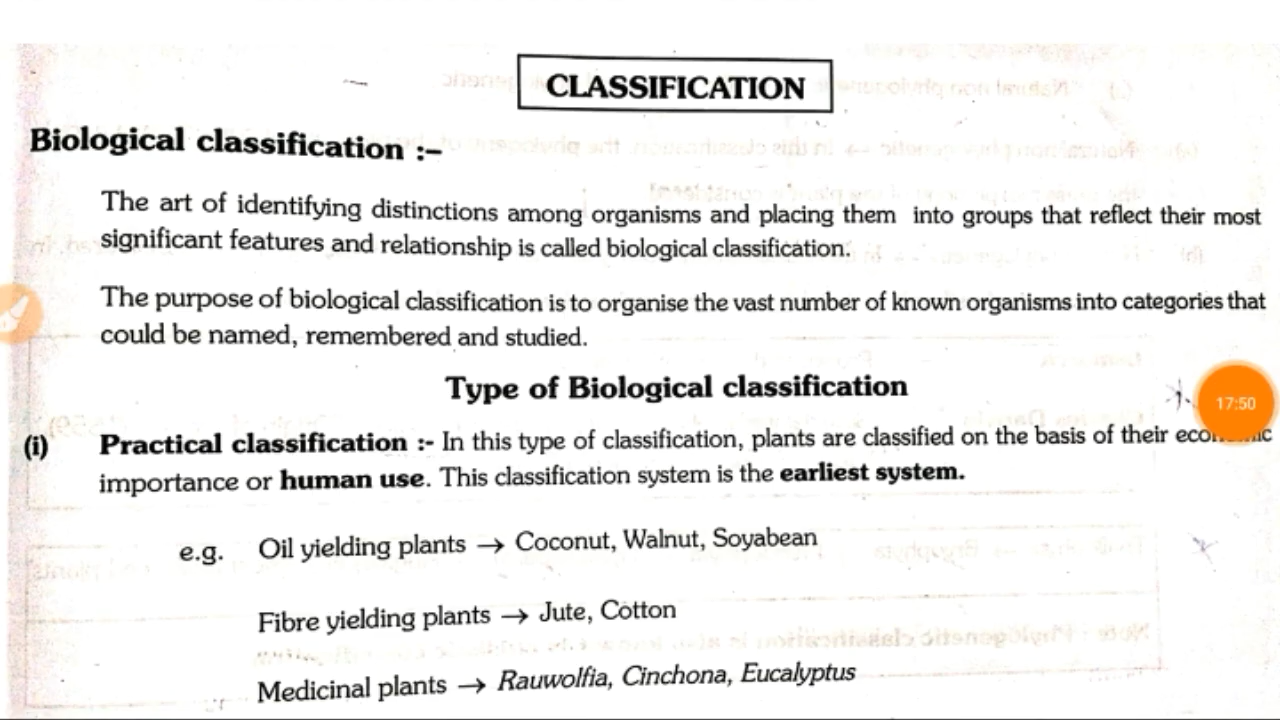 CLASSIFICATION
Biological classification :–
The art of identifying distinctions among organisms and placing them into groups that reflect their most
significant features and relationship is called biological classification.
The purpose of biological classification is to organise the vast number of known organisms into categories that
could be named, remembered and studied.
Type of Biological classification
17:50
(i) Practical classification :- In this type of classification, plants are classified on the basis of their
importance or human use. This classification system is the earliest system.
e.g. Oil yielding plants → Coconut, Walnut, Soyabean
Fibre yielding plants → Jute, Cotton
Medicinal plants → Rauwolfia, Cinchona, Eucalyptus